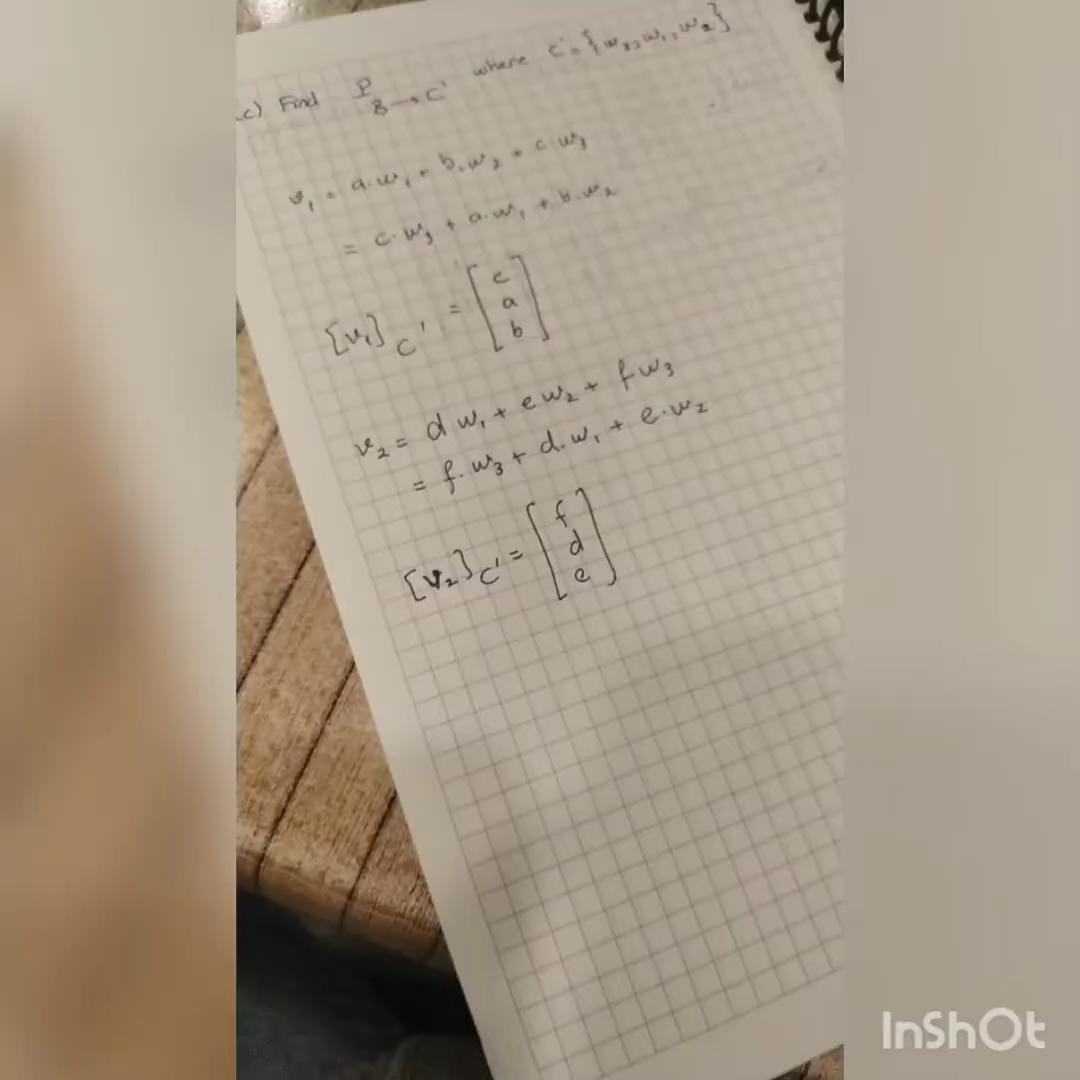 c) Find P B→C' where C' = {w₃, w₁, w₂}
v₁ = a·w₁ + b·w₂ + c·w₃
= c·w₃ + a·w₁ + b·w₂
[v₁]C' = [c a b]
v₂ = d w₁ + e w₂ + f w₃
= f·w₃ + d·w₁ + e·w₂
[v₂]C' = [f d e]
InShOt